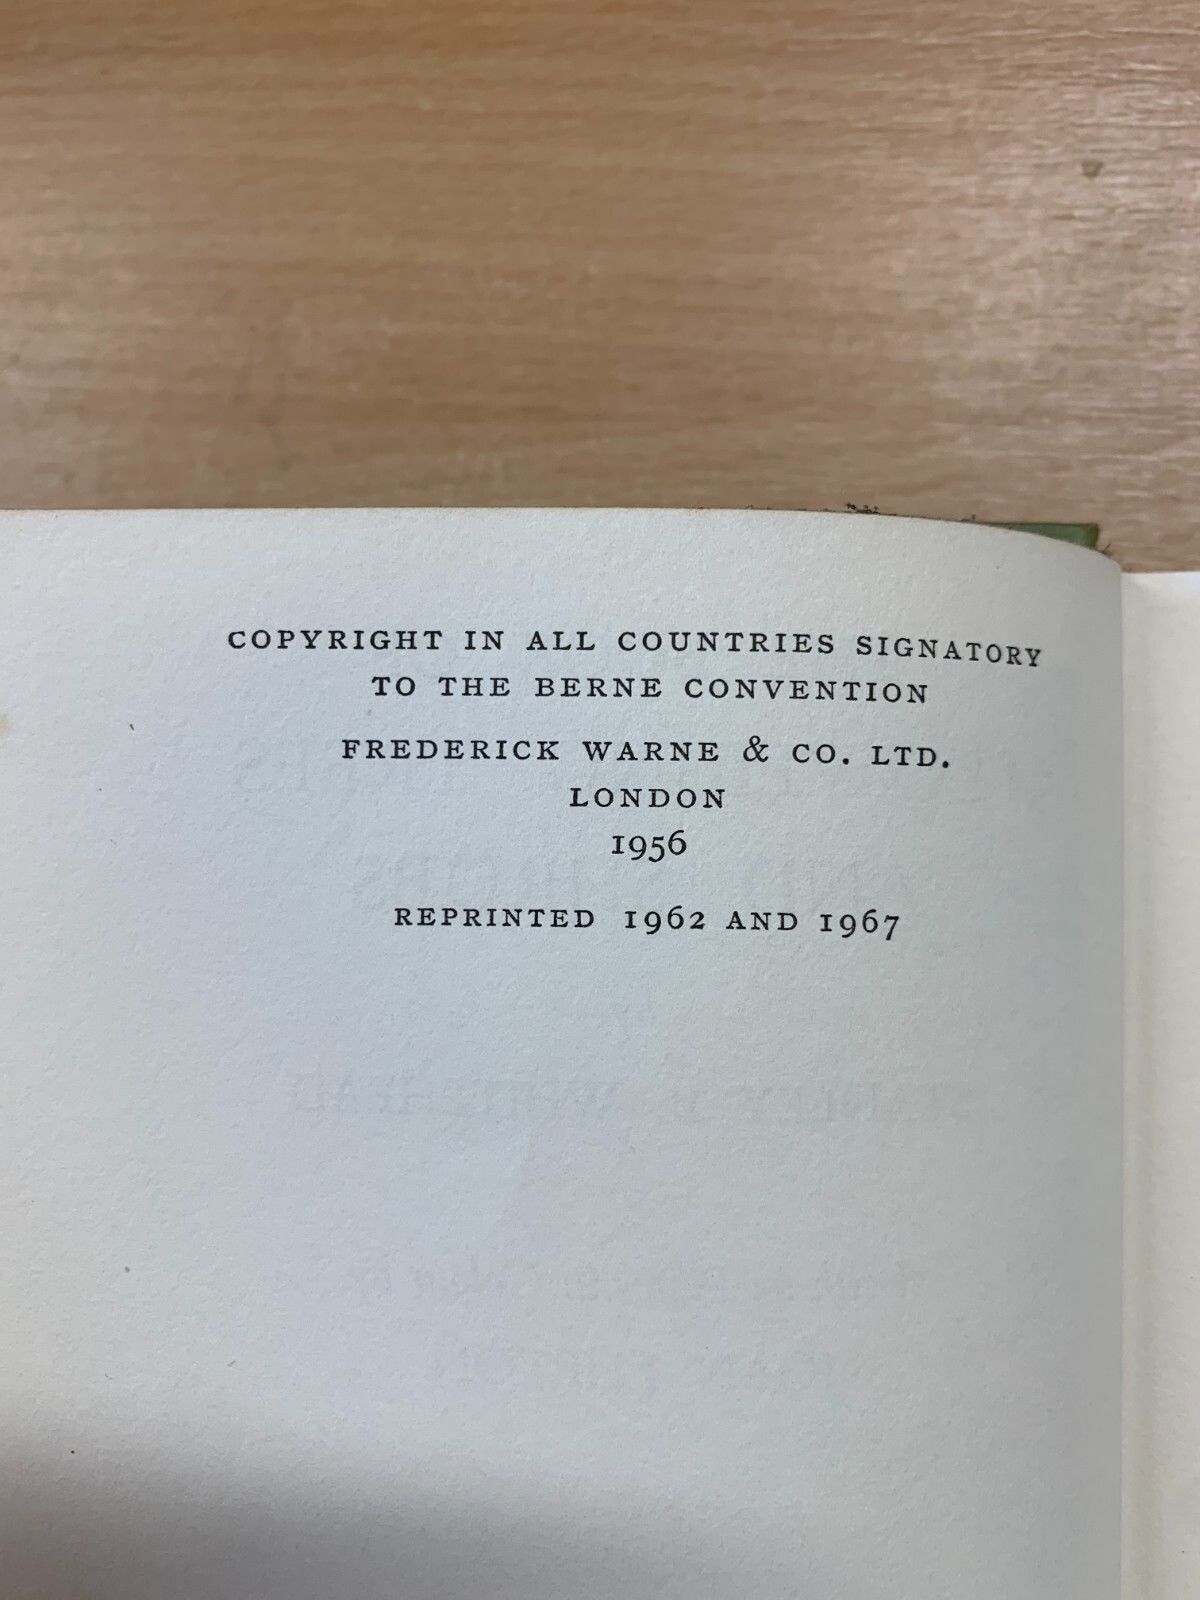 COPYRIGHT IN ALL COUNTRIES SIGNATORY
TO THE BERNE CONVENTION
FREDERICK WARNE & CO. LTD.
LONDON
1956
REPRINTED 1962 AND 1967